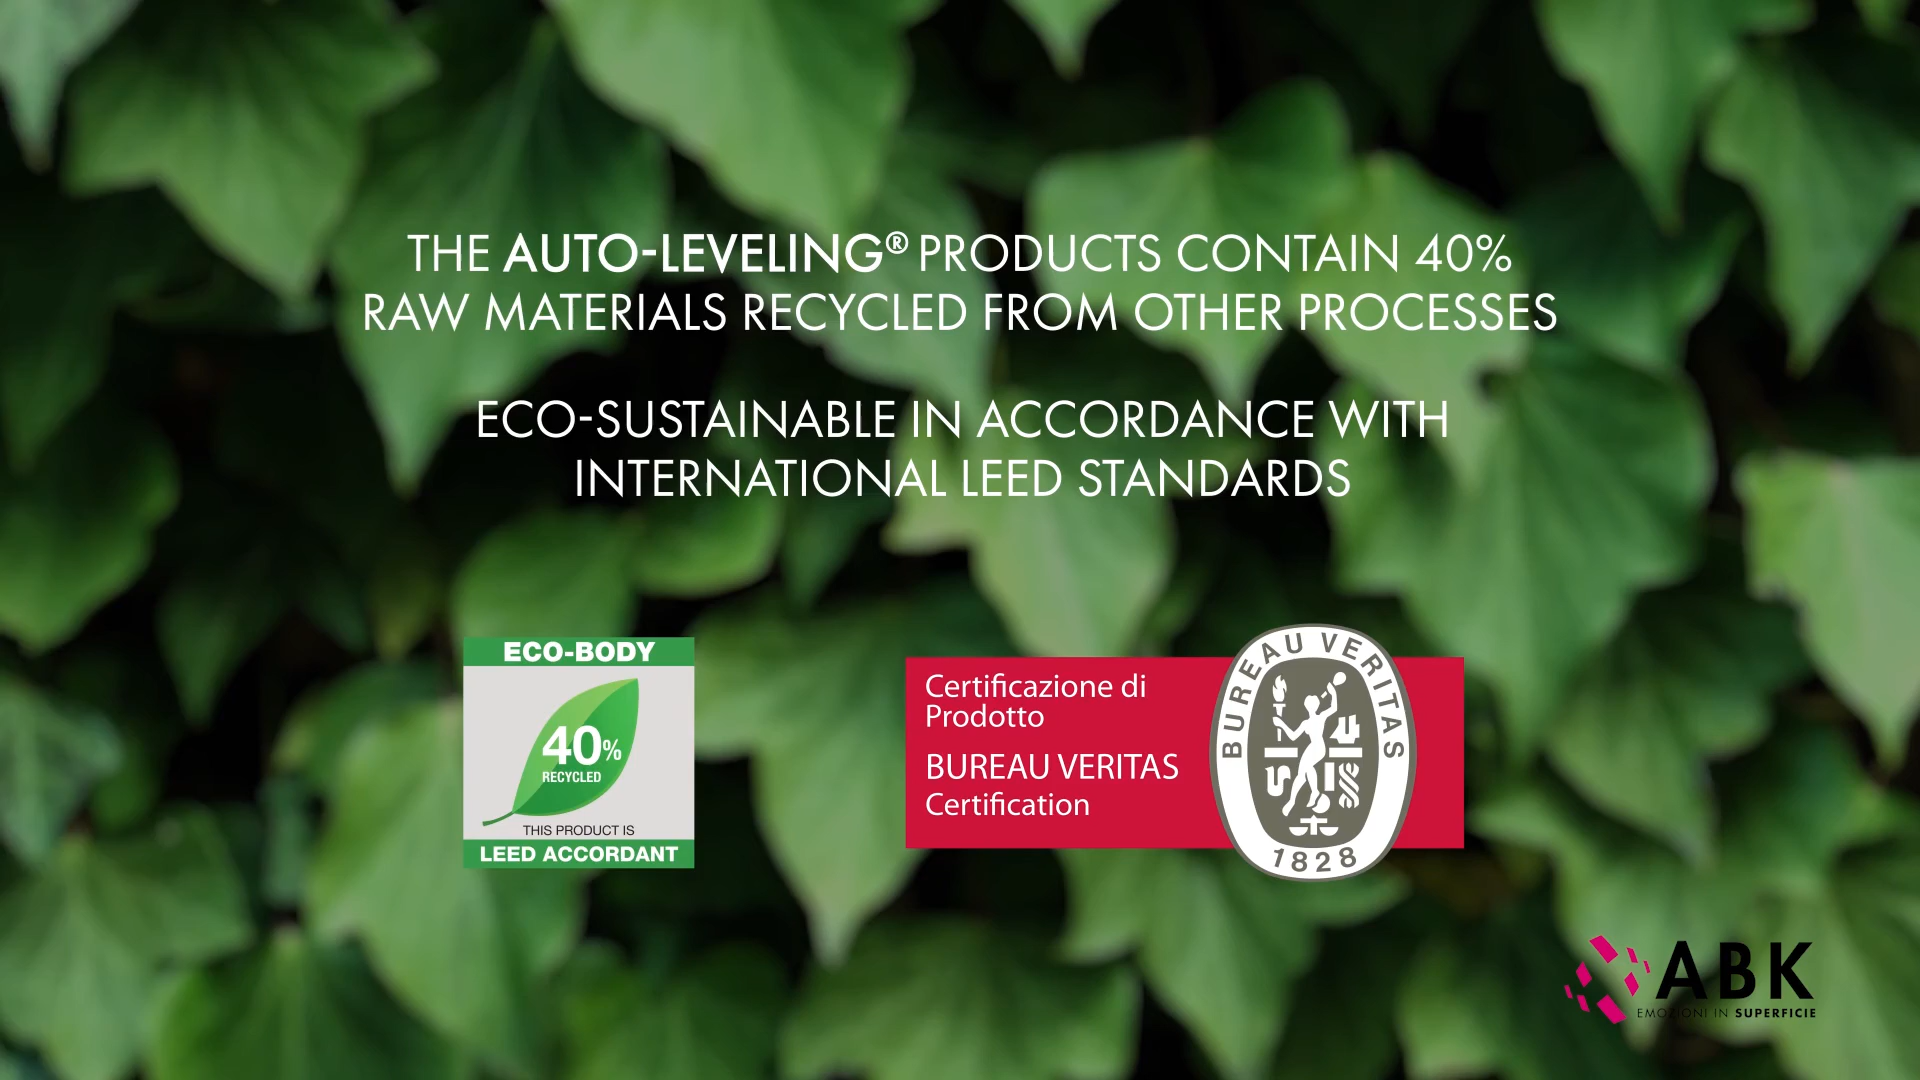 THE AUTO-LEVELING® PRODUCTS CONTAIN 40%
RAW MATERIALS RECYCLED FROM OTHER PROCESSES
ECO-SUSTAINABLE IN ACCORDANCE WITH
INTERNATIONAL LEED STANDARDS
ECO-BODY
40%
RECYCLED
THIS PRODUCT IS
LEED ACCORDANT
Certificazione di
Prodotto
BUREAU VERITAS
Certification
BUREAU VERITAS
1828
ABK
EMOZIONI IN SUPERFICIE